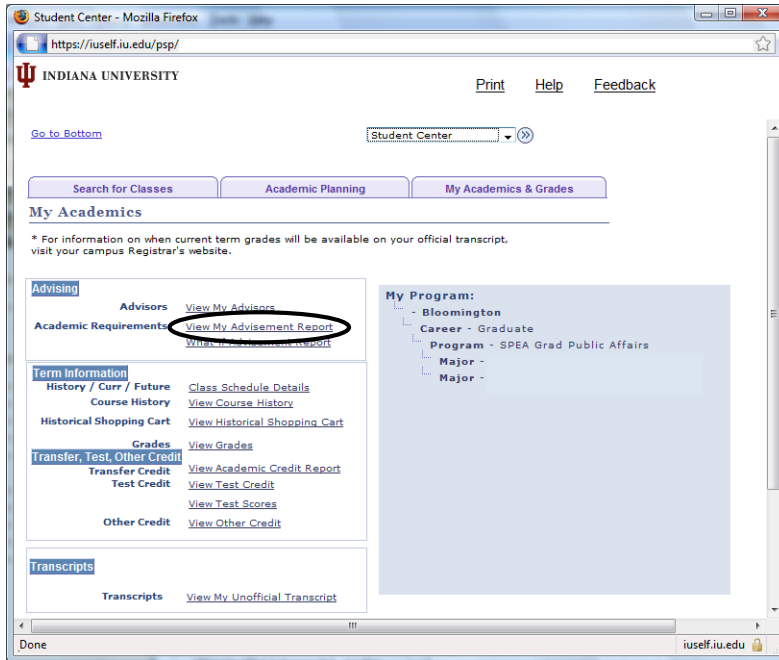 Student Center - Mozilla Firefox
https://iuself.iu.edu/psp/
INDIANA UNIVERSITY
Print Help Feedback
Go to Bottom
Student Center
Search for Classes Academic Planning My Academics & Grades
My Academics
* For information on when current term grades will be available on your official transcript,
visit your campus Registrar's website.
Advising
Advisors View My Advisors
Academic Requirements View My Advisement Report
What if Advisement Report
Term Information
History / Curr / Future Class Schedule Details
Course History View Course History
Historical Shopping Cart View Historical Shopping Cart
Grades View Grades
Transfer, Test, Other Credit
Transfer Credit View Academic Credit Report
Test Credit View Test Credit
View Test Scores
Other Credit View Other Credit
Transcripts
Transcripts View My Unofficial Transcript
My Program:
- Bloomington
Career - Graduate
Program - SPEA Grad Public Affairs
Major -
Major -
Done iuself.iu.edu